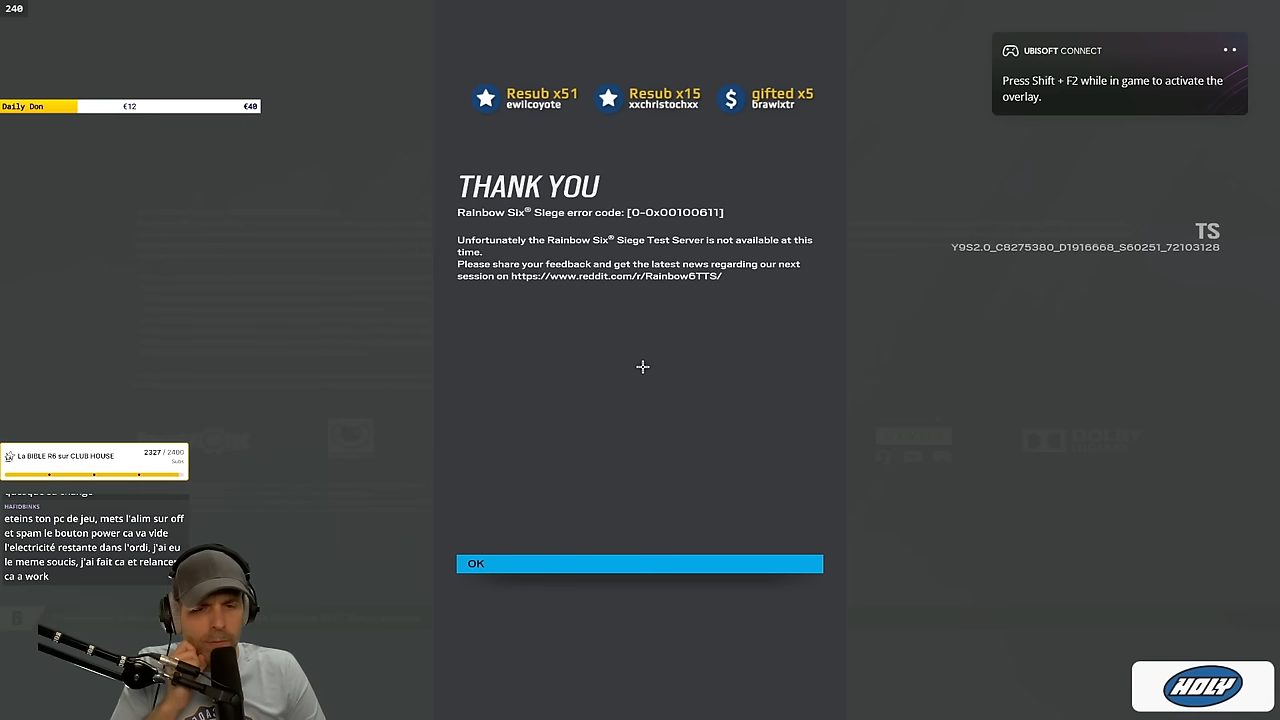 240
Daily Don €12 €40
Resub x51
ewilcoyote
Resub x15
xxchristochxx
gifted x5
brawlxtr
UBISOFT CONNECT
Press Shift + F2 while in game to activate the
overlay.
THANK YOU
Rainbow Six® Siege error code: [0-0x00100611]
Unfortunately the Rainbow Six® Siege Test Server is not available at this
time.
Please share your feedback and get the latest news regarding our next
session on https://www.reddit.com/r/Rainbow6TTS/
TS
Y9S2.0_C8275380_D1916668_S60251_72103128
La BIBLE R6 sur CLUB HOUSE
2327 / 2400
Subs
HAFIDBINKS
eteins ton pc de jeu, mets l'alim sur off
et spam le bouton power ca va vide
l'electricité restante dans l'ordi, j'ai eu
le meme soucis, j'ai fait ca et relancer
ca a work
OK
HOLY